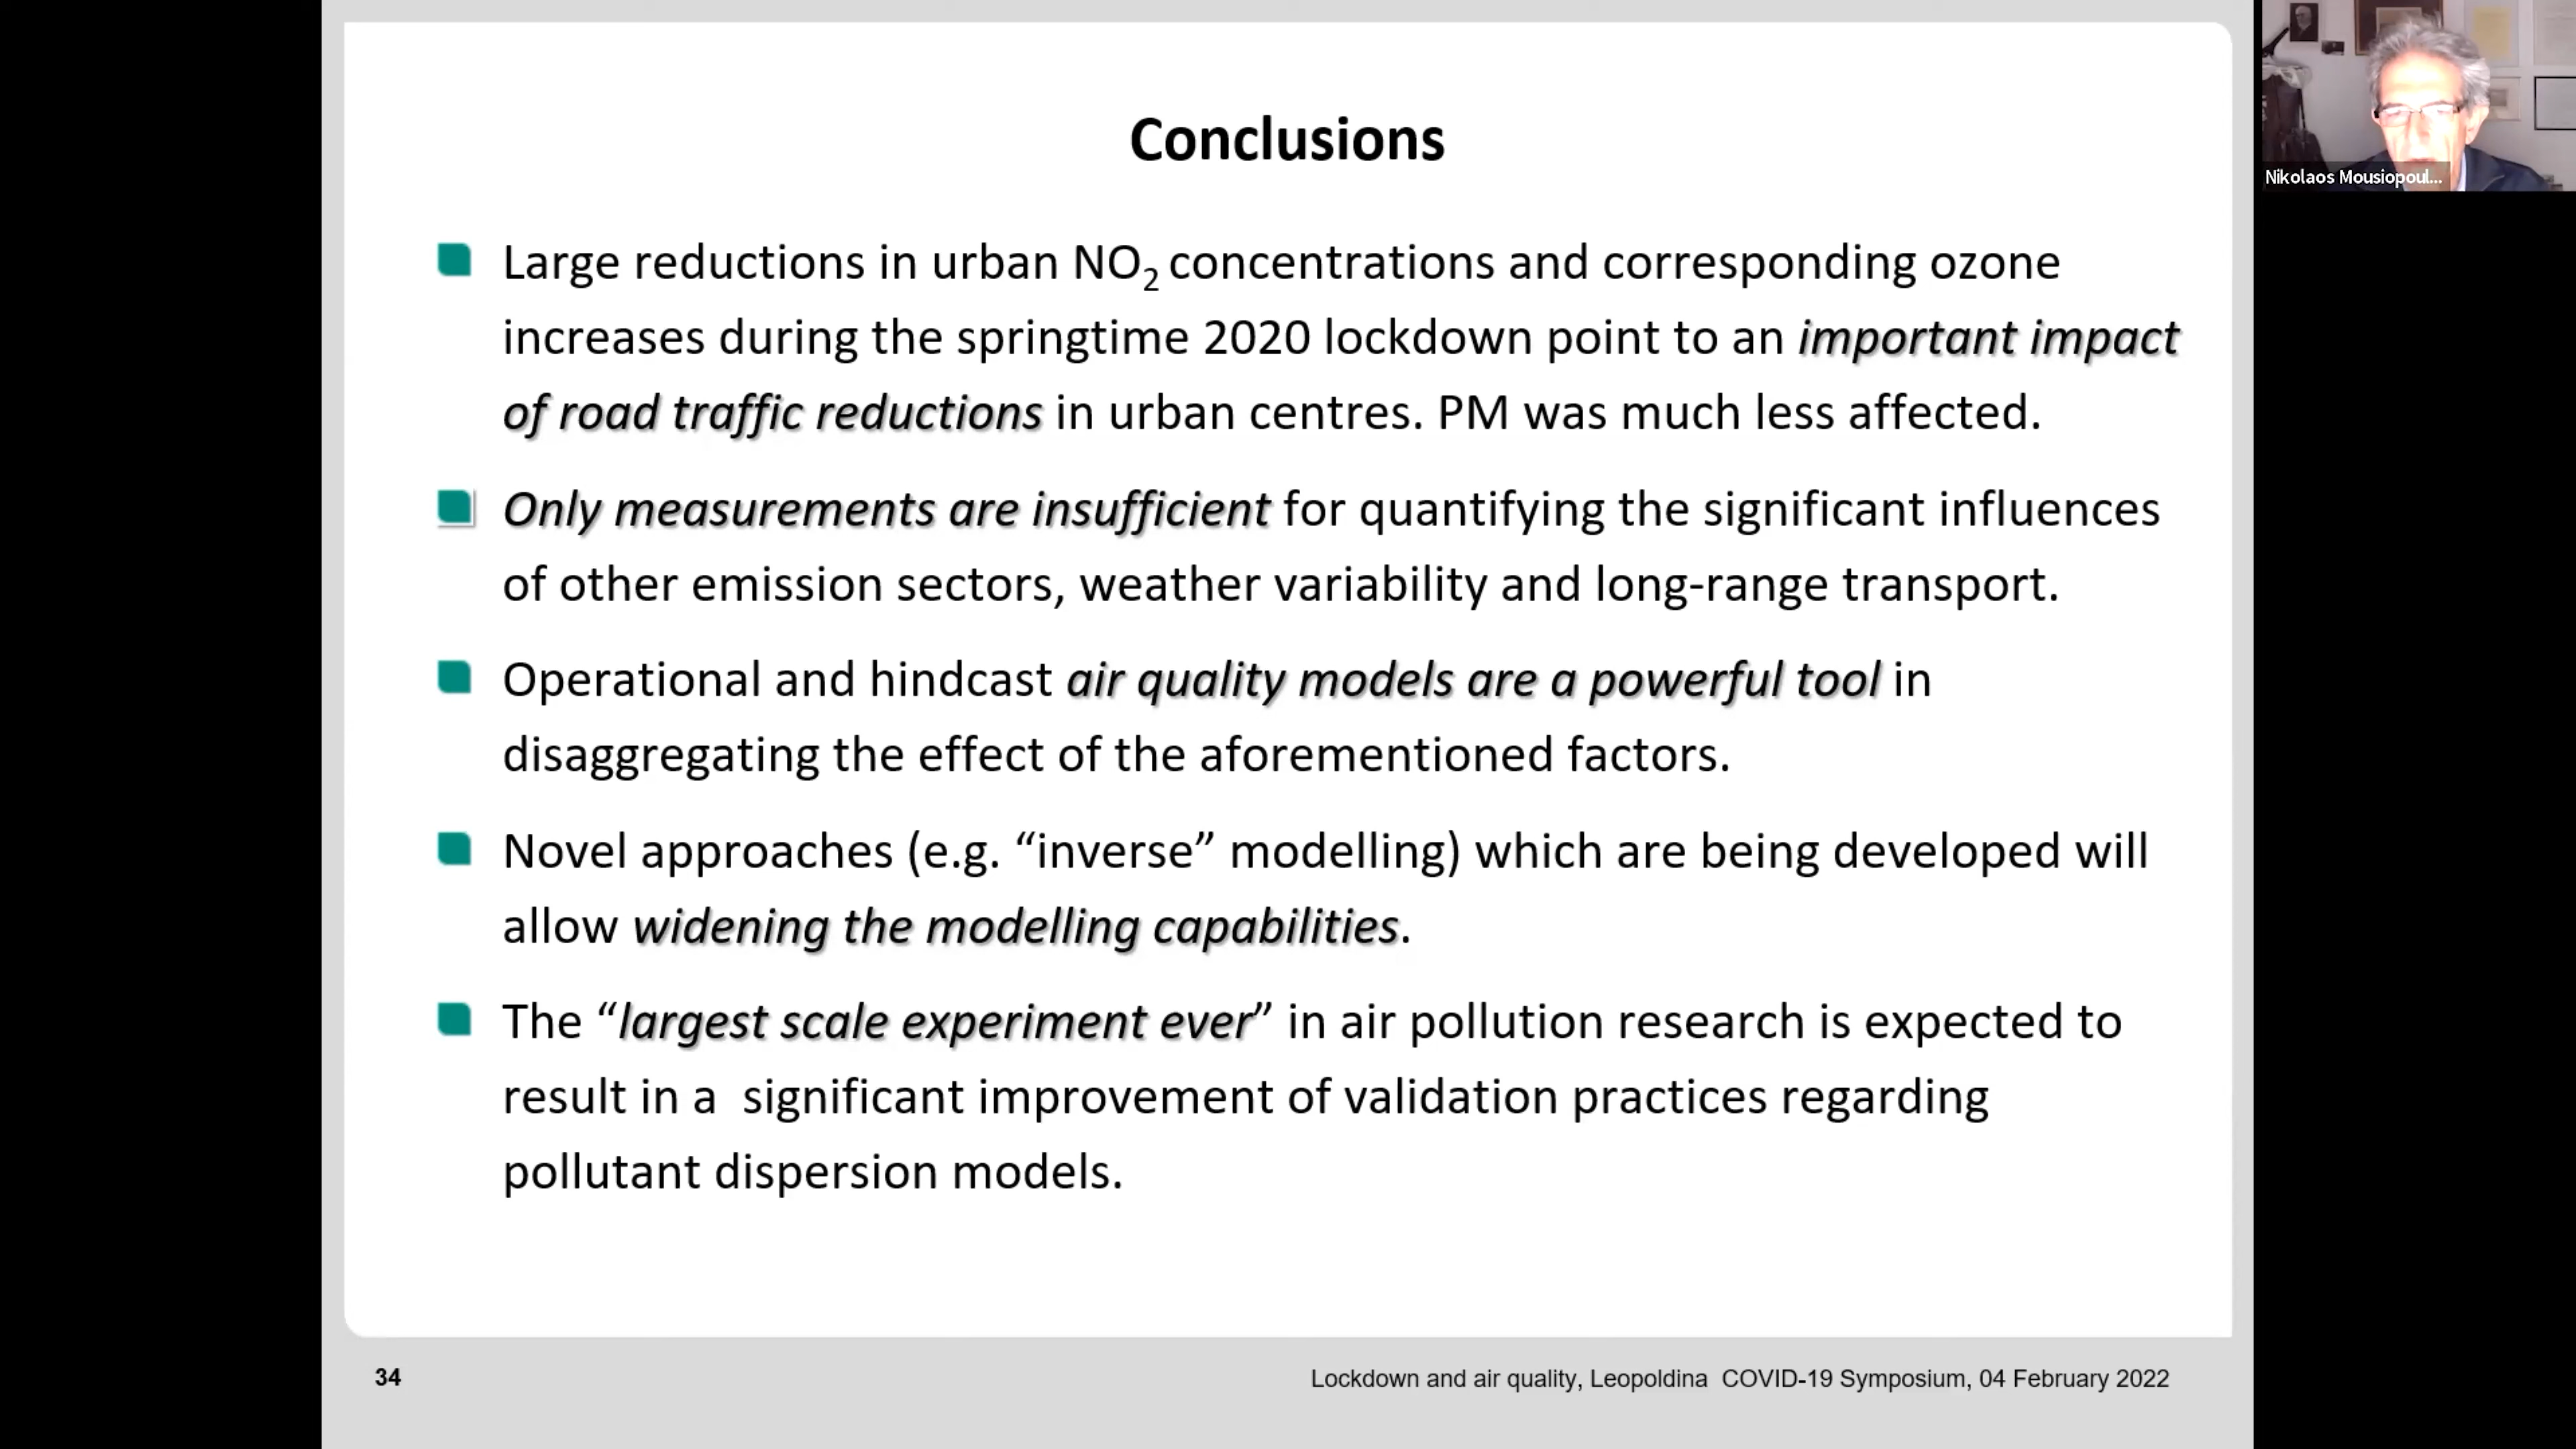 Conclusions
Large reductions in urban NO₂ concentrations and corresponding ozone
increases during the springtime 2020 lockdown point to an important impact
of road traffic reductions in urban centres. PM was much less affected.
Only measurements are insufficient for quantifying the significant influences
of other emission sectors, weather variability and long-range transport.
Operational and hindcast air quality models are a powerful tool in
disaggregating the effect of the aforementioned factors.
Novel approaches (e.g. “inverse” modelling) which are being developed will
allow widening the modelling capabilities.
The “largest scale experiment ever” in air pollution research is expected to
result in a  significant improvement of validation practices regarding
pollutant dispersion models.
34
Lockdown and air quality, Leopoldina  COVID-19 Symposium, 04 February 2022
Nikolaos Mousiopoul...